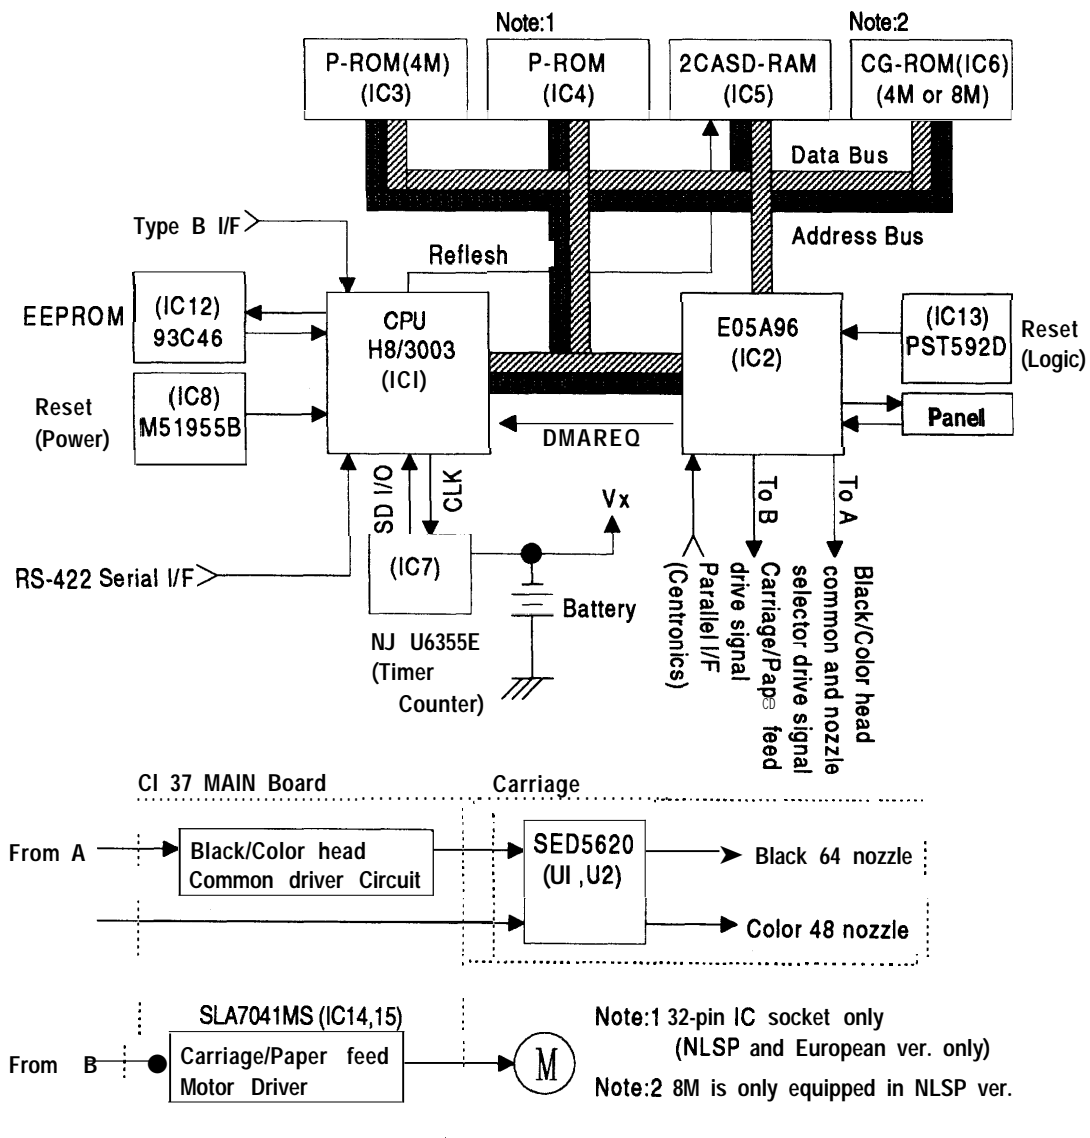 Note:1
Note:2
P-ROM(4M)
(IC3)
P-ROM
(IC4)
2CASD-RAM
(IC5)
CG-ROM(IC6)
(4M or 8M)
Data Bus
Address Bus
Type B I/F
Reflesh
EEPROM
(IC12)
93C46
CPU
H8/3003
(ICI)
E05A96
(IC2)
(IC13)
PST592D
Reset
(Logic)
Reset
(Power)
(IC8)
M51955B
Panel
DMAREQ
SD I/O
CLK
Vx
To B
To A
RS-422 Serial I/F
(IC7)
Battery
NJ U6355E
(Timer
Counter)
Parallel I/F
(Centronics)
Carriage/Pape feed
drive signal
Black/Color head
common and nozzle
selector drive signal
CI 37 MAIN Board
Carriage
From A
Black/Color head
Common driver Circuit
SED5620
(UI ,U2)
Black 64 nozzle
Color 48 nozzle
SLA7041MS (IC14,15)
From B
Carriage/Paper feed
Motor Driver
M
Note:1 32-pin IC socket only
(NLSP and European ver. only)
Note:2 8M is only equipped in NLSP ver.